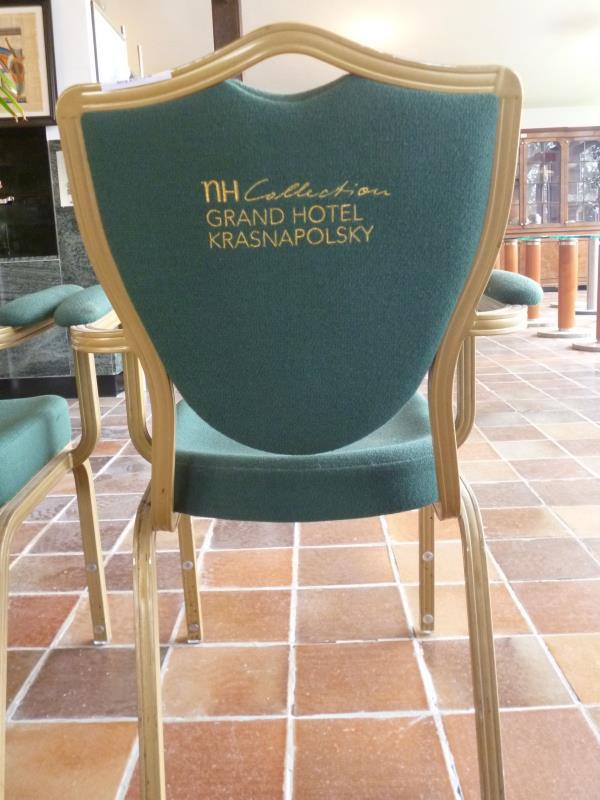 nH Collection
GRAND HOTEL
KRASNAPOLSKY